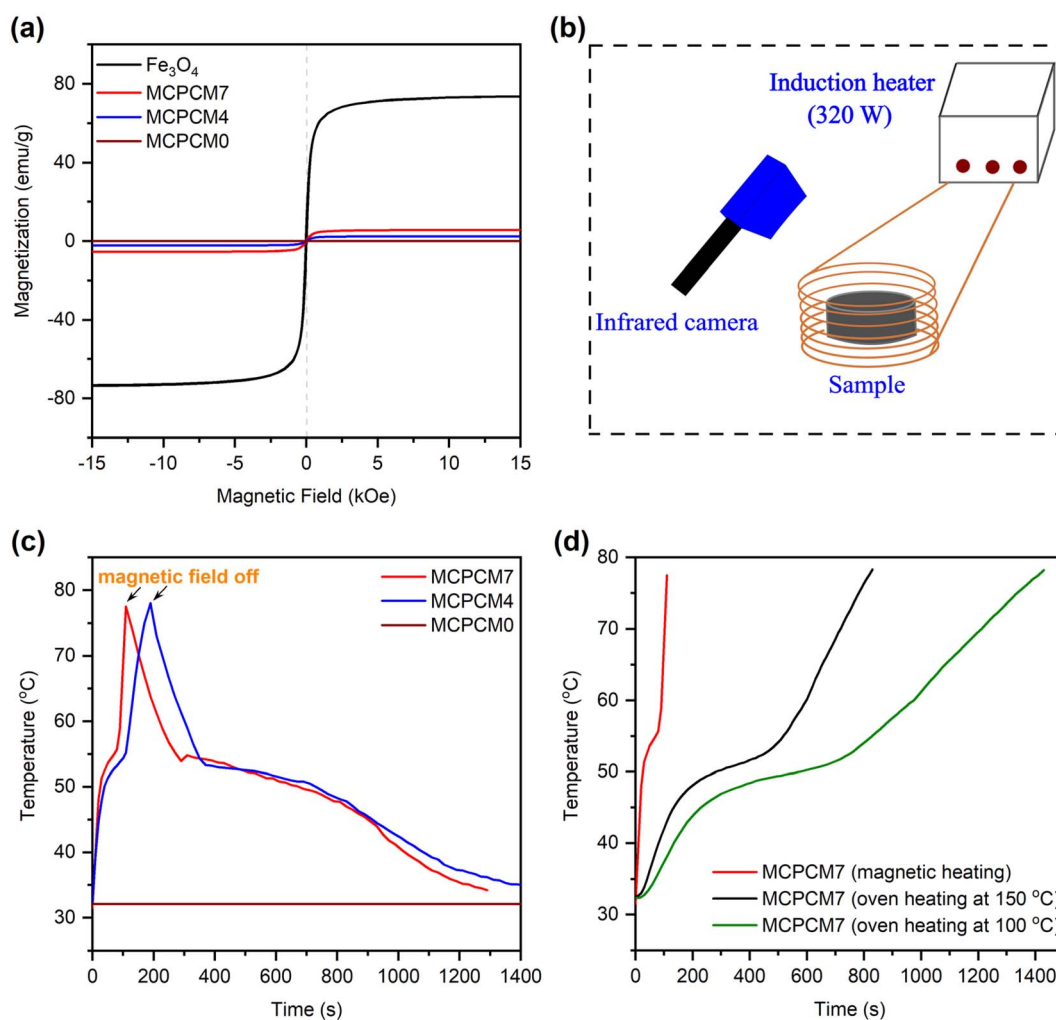 (a)
Fe₃O₄
MCPCM7
MCPCM4
MCPCM0
80
40
0
-40
-80
Magnetization (emu/g)
-15
-10
-5
0
5
10
15
Magnetic Field (kOe)
(b)
Induction heater
(320 W)
Infrared camera
Sample
(c)
magnetic field off
MCPCM7
MCPCM4
MCPCM0
80
70
60
50
40
30
Temperature (°C)
0
200
400
600
800
1000
1200
1400
Time (s)
(d)
80
70
60
50
40
30
Temperature (°C)
MCPCM7 (magnetic heating)
MCPCM7 (oven heating at 150 °C)
MCPCM7 (oven heating at 100 °C)
0
200
400
600
800
1000
1200
1400
Time (s)